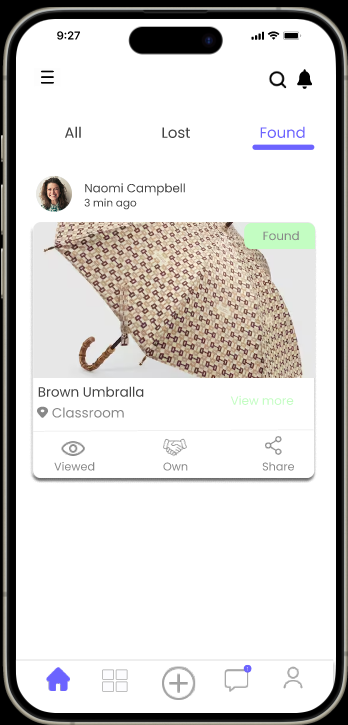 9:27
All
Lost
Found
Naomi Campbell
3 min ago
Found
Brown Umbralla
View more
Classroom
Viewed
Own
Share